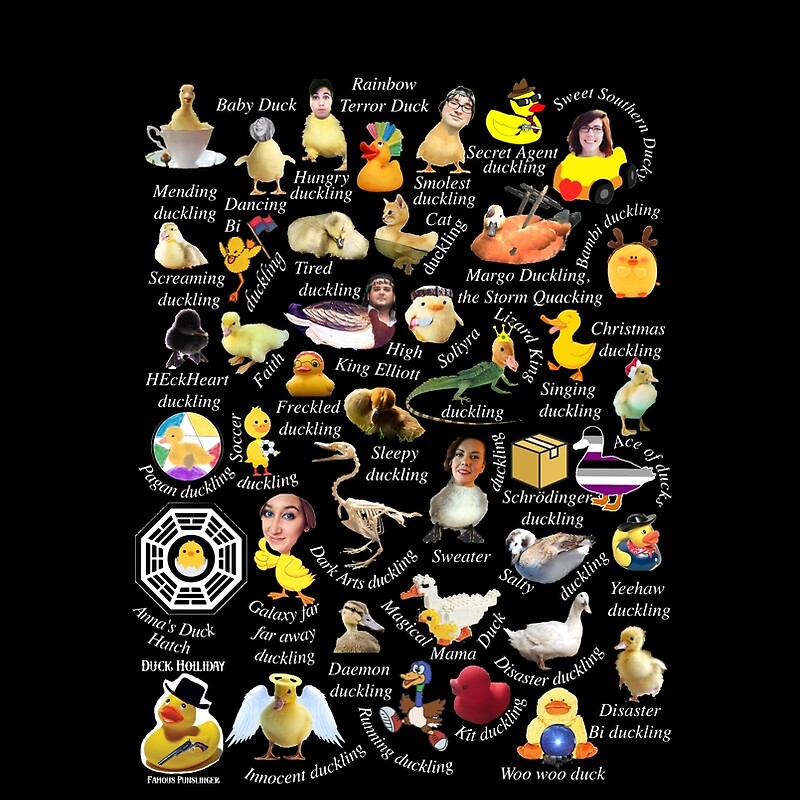 Baby Duck
Rainbow
Terror Duck
Sweet Southern Ducky
Secret Agent
duckling
Mending
duckling
Hungry
duckling
Smolest
duckling
Dancing
Bi
duckling
Cat
duckling
Bambi duckling
Screaming
duckling
Tired
duckling
Margo Duckling,
the Storm Quacking
HEckHeart
duckling
Faith
High
King Elliott
Soliyra
Lizard King
duckling
Christmas
duckling
Singing
duckling
Freckled
duckling
Pagan duckling
Soccer
duckling
Sleepy
duckling
Sweater
duckling
Schrödinger
duckling
Ace of ducks
Dark Arts duckling
Salty
duckling
Yeehaw
duckling
Anna's Duck
Hatch
Galaxy far
far away
duckling
Daemon
duckling
Magical
Mama
Duck
Disaster duckling
Disaster
Bi duckling
Duck Holliday
Famous Punslinger
Innocent duckling
Running duckling
Kit duckling
Woo woo duck